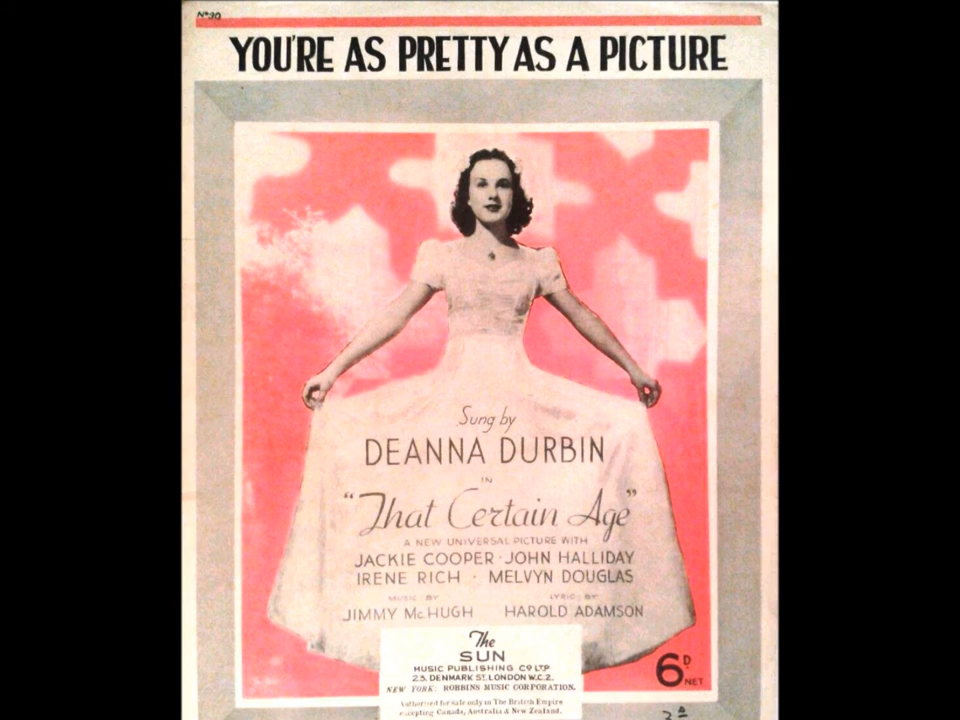 Nº 90
YOU'RE AS PRETTY AS A PICTURE
Sung by
DEANNA DURBIN
IN
"That Certain Age"
A NEW UNIVERSAL PICTURE WITH
JACKIE COOPER · JOHN HALLIDAY
IRENE RICH · MELVYN DOUGLAS
MUSIC BY LYRIC BY
JIMMY McHUGH HAROLD ADAMSON
The
SUN
MUSIC PUBLISHING Cº LTD
23, DENMARK ST. LONDON W.C.2.
NEW YORK: ROBBINS MUSIC CORPORATION.
Authorised for sale only in The British Empire
excepting Canada, Australia & New Zealand.
6D.
NET